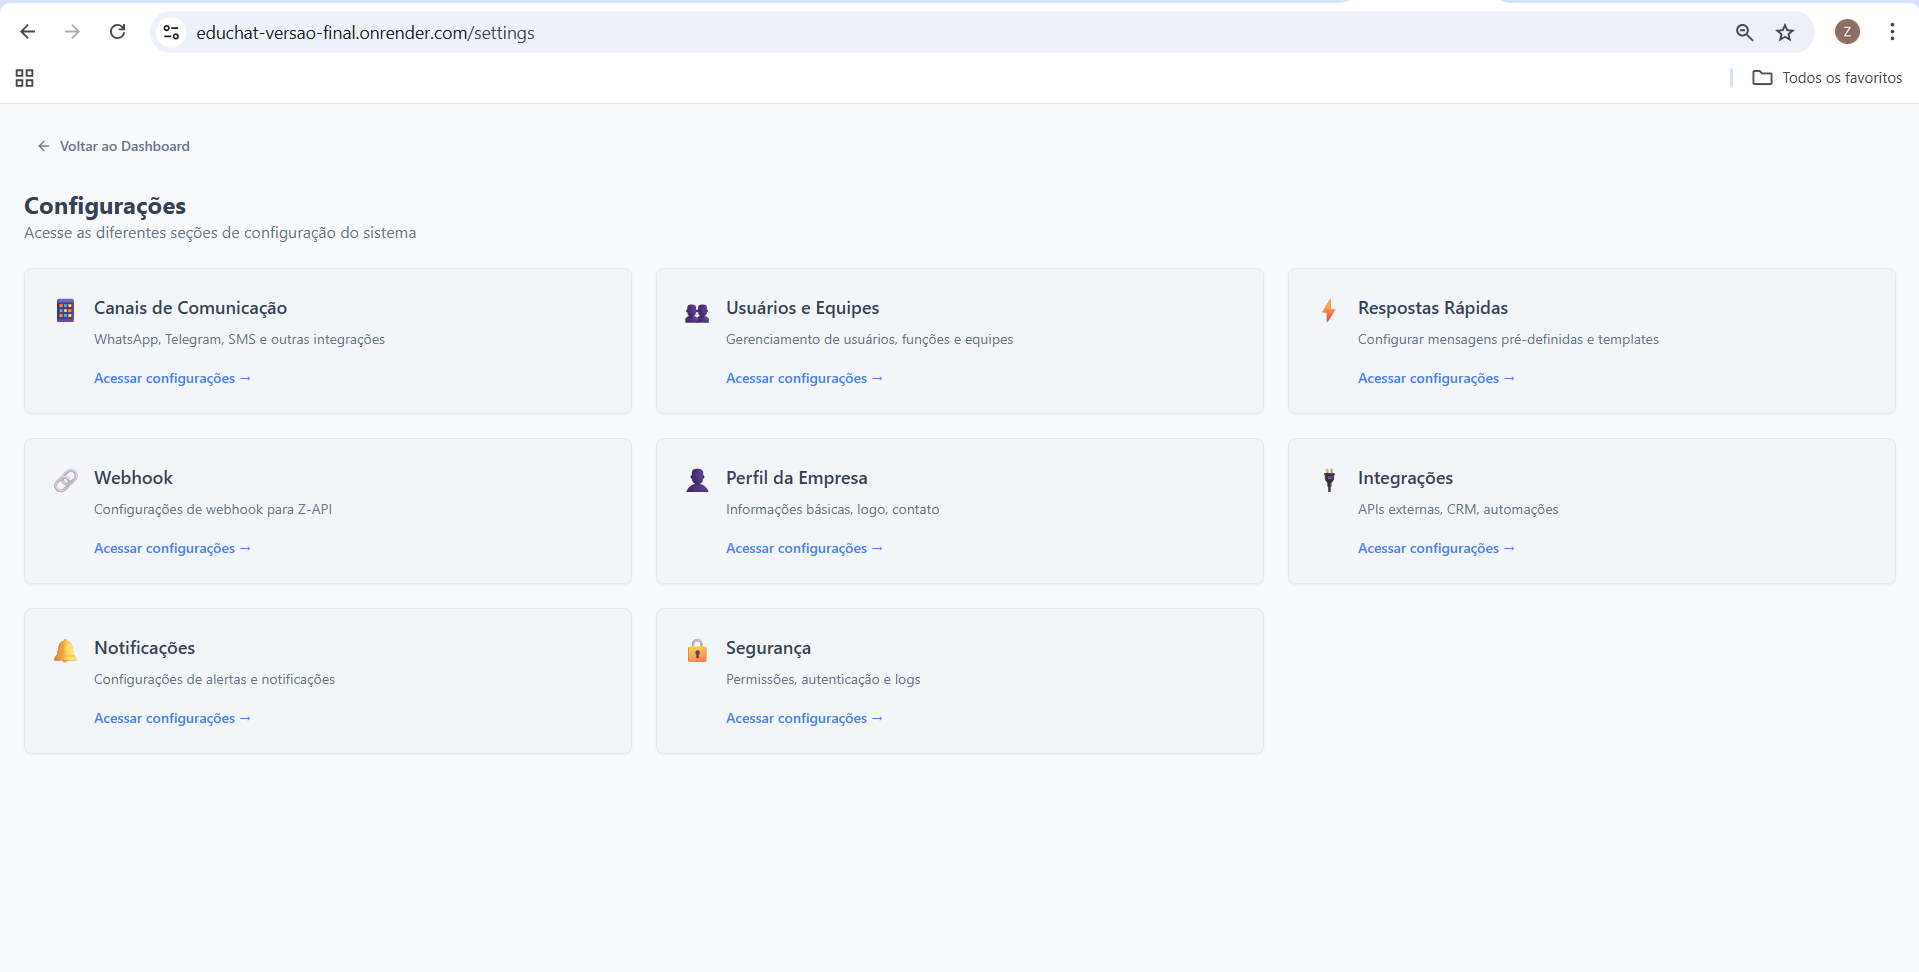 educhat-versao-final.onrender.com/settings
Z
Todos os favoritos
← Voltar ao Dashboard
Configurações
Acesse as diferentes seções de configuração do sistema
Canais de Comunicação
WhatsApp, Telegram, SMS e outras integrações
Acessar configurações →
Usuários e Equipes
Gerenciamento de usuários, funções e equipes
Acessar configurações →
Respostas Rápidas
Configurar mensagens pré-definidas e templates
Acessar configurações →
Webhook
Configurações de webhook para Z-API
Acessar configurações →
Perfil da Empresa
Informações básicas, logo, contato
Acessar configurações →
Integrações
APIs externas, CRM, automações
Acessar configurações →
Notificações
Configurações de alertas e notificações
Acessar configurações →
Segurança
Permissões, autenticação e logs
Acessar configurações →